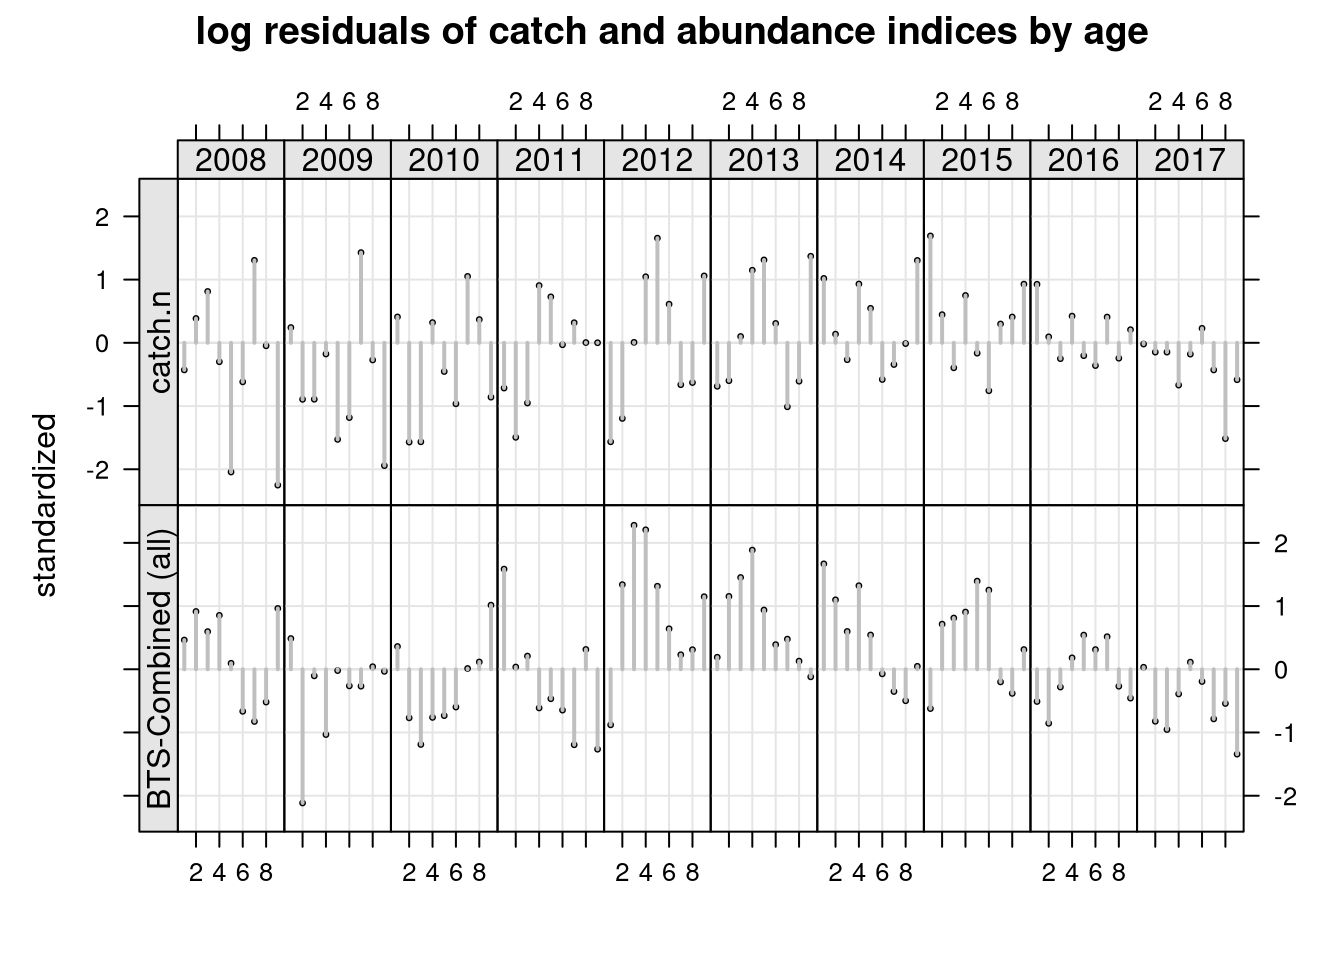 log residuals of catch and abundance indices by age
2 4 6 8 2 4 6 8 2 4 6 8 2 4 6 8 2 4 6 8
2008 2009 2010 2011 2012 2013 2014 2015 2016 2017
standardized
catch.n
2
1
0
-1
-2
BTS-Combined (all)
2
1
0
-1
-2
2 4 6 8 2 4 6 8 2 4 6 8 2 4 6 8 2 4 6 8